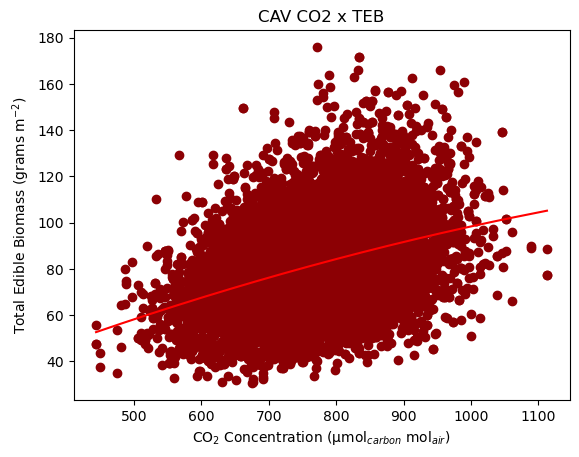 CAV CO2 x TEB
180
160
140
120
100
80
60
40
Total Edible Biomass (grams m⁻²)
500 600 700 800 900 1000 1100
CO₂ Concentration (μmol_carbon mol_air)